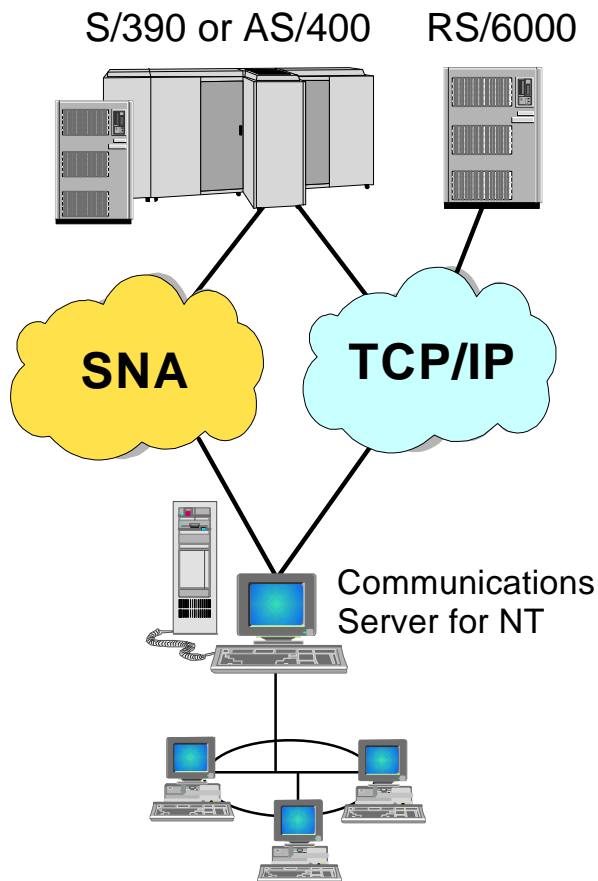 S/390 or AS/400
RS/6000
SNA
TCP/IP
Communications
Server for NT